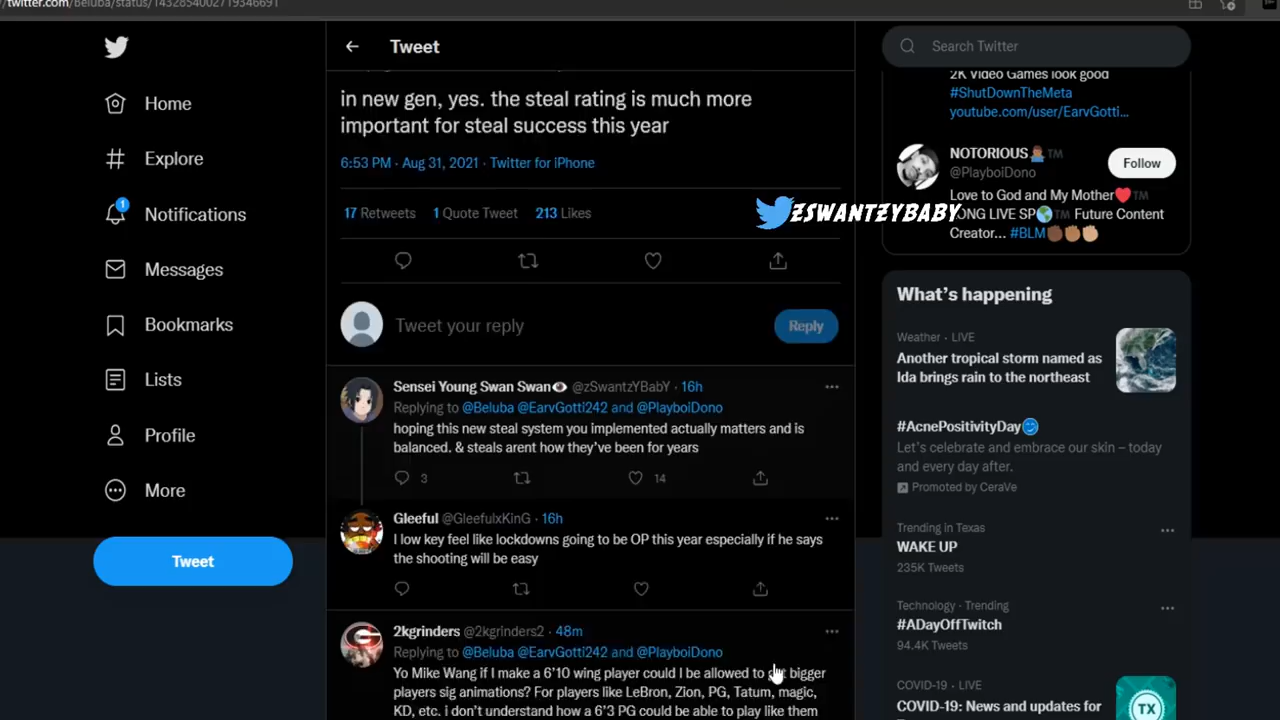 twitter.com/beluba/status/1432854002719346691
Tweet
Search Twitter
Home
Explore
1
Notifications
Messages
Bookmarks
Lists
Profile
More
Tweet
in new gen, yes. the steal rating is much more
important for steal success this year
6:53 PM · Aug 31, 2021 · Twitter for iPhone
17 Retweets 1 Quote Tweet 213 Likes
Tweet your reply
Reply
Sensei Young Swan Swan👁 @zSwantzYBabY · 16h
Replying to @Beluba @EarvGotti242 and @PlayboiDono
hoping this new steal system you implemented actually matters and is
balanced. & steals arent how they've been for years
3 14
Gleeful @GleefulxKinG · 16h
I low key feel like lockdowns going to be OP this year especially if he says
the shooting will be easy
2kgrinders @2kgrinders2 · 48m
Replying to @Beluba @EarvGotti242 and @PlayboiDono
Yo Mike Wang if I make a 6'10 wing player could I be allowed to get bigger
players sig animations? For players like LeBron, Zion, PG, Tatum, magic,
KD, etc. i don't understand how a 6'3 PG could be able to play like them
ZSWANTZYBABY
2K Video Games look good
#ShutDownTheMeta
youtube.com/user/EarvGotti...
NOTORIOUS🙅🏾‍♂️™
@PlayboiDono
Follow
Love to God and My Mother❤️™
LONG LIVE SP🌎™ Future Content
Creator... #BLM✊🏿✊🏽✊🏼
What's happening
Weather · LIVE
Another tropical storm named as
Ida brings rain to the northeast
#AcnePositivityDay
Let's celebrate and embrace our skin – today
and every day after.
Promoted by CeraVe
Trending in Texas
WAKE UP
235K Tweets
Technology · Trending
#ADayOffTwitch
94.4K Tweets
COVID-19 · LIVE
COVID-19: News and updates for
TX